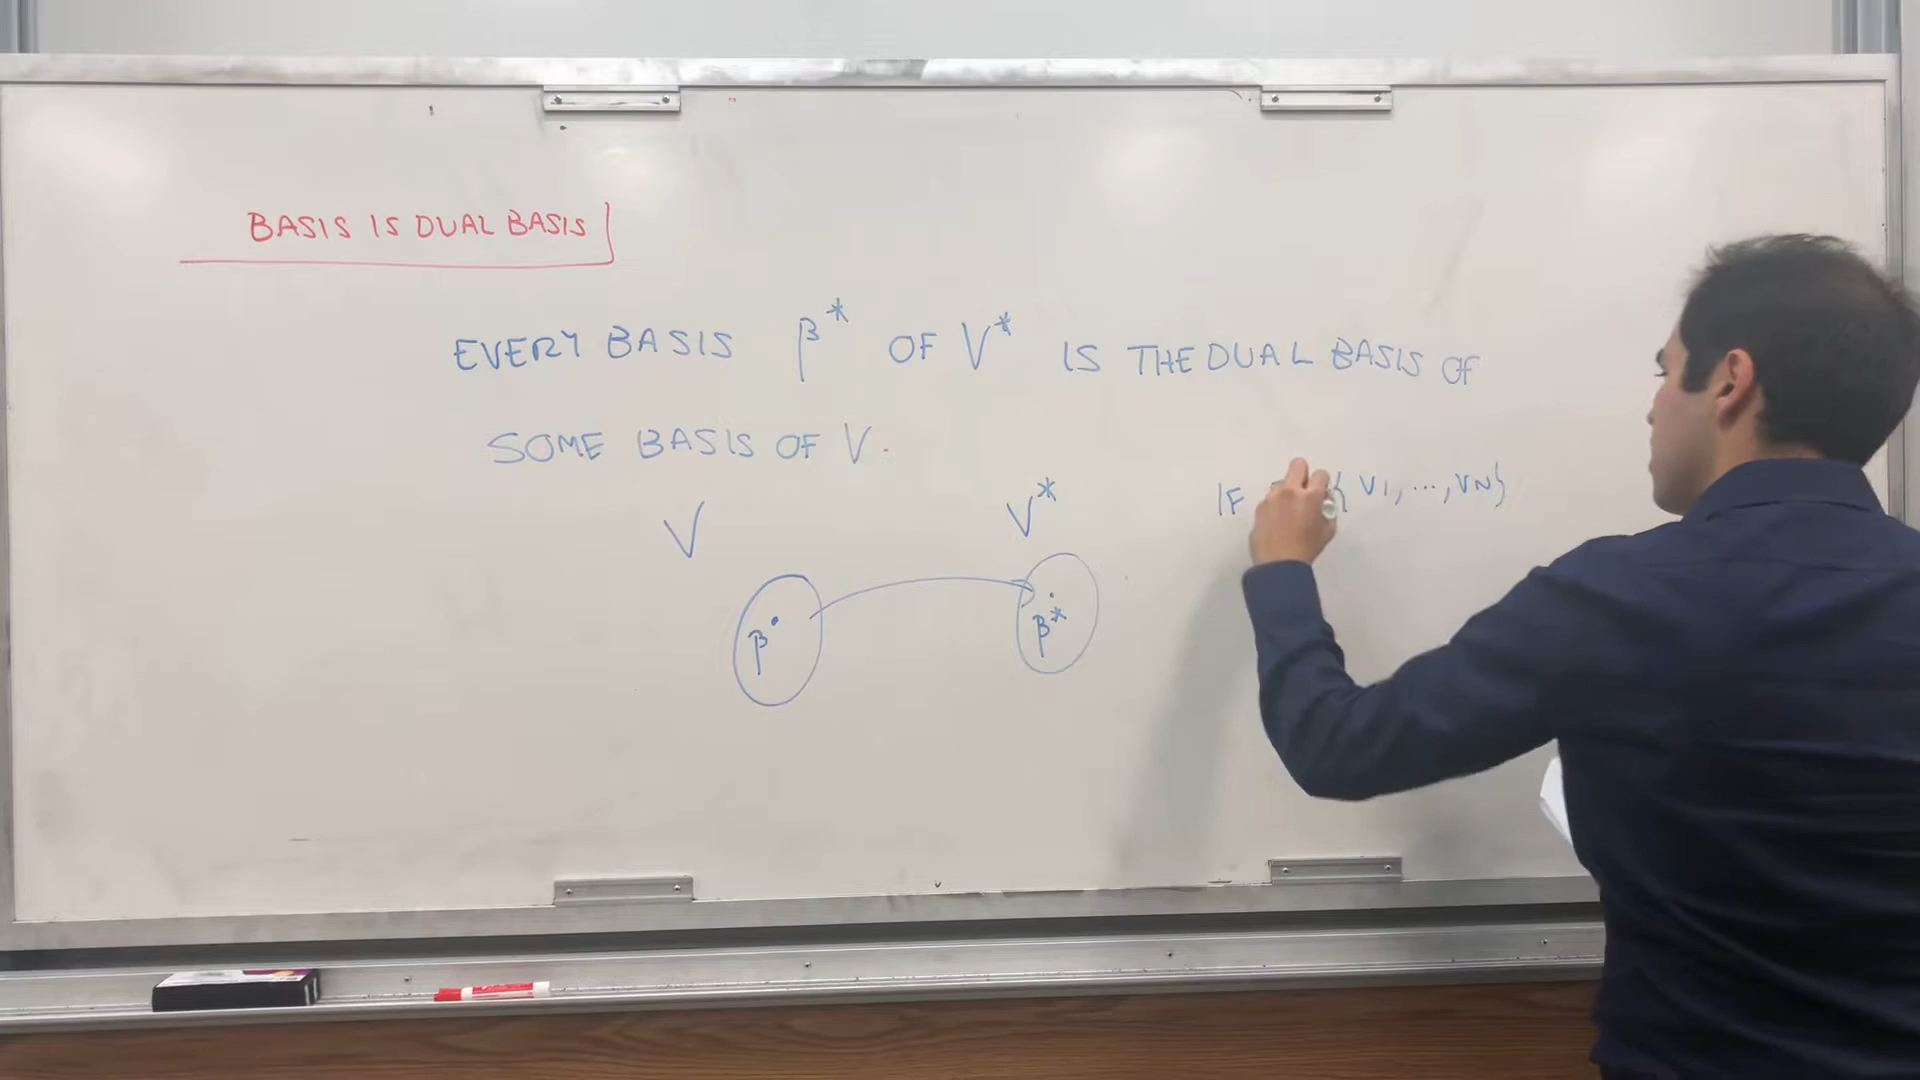 BASIS IS DUAL BASIS
EVERY BASIS β* OF V* IS THE DUAL BASIS OF
SOME BASIS OF V.
V
V*
IF { V1, ..., VN}
β
β*